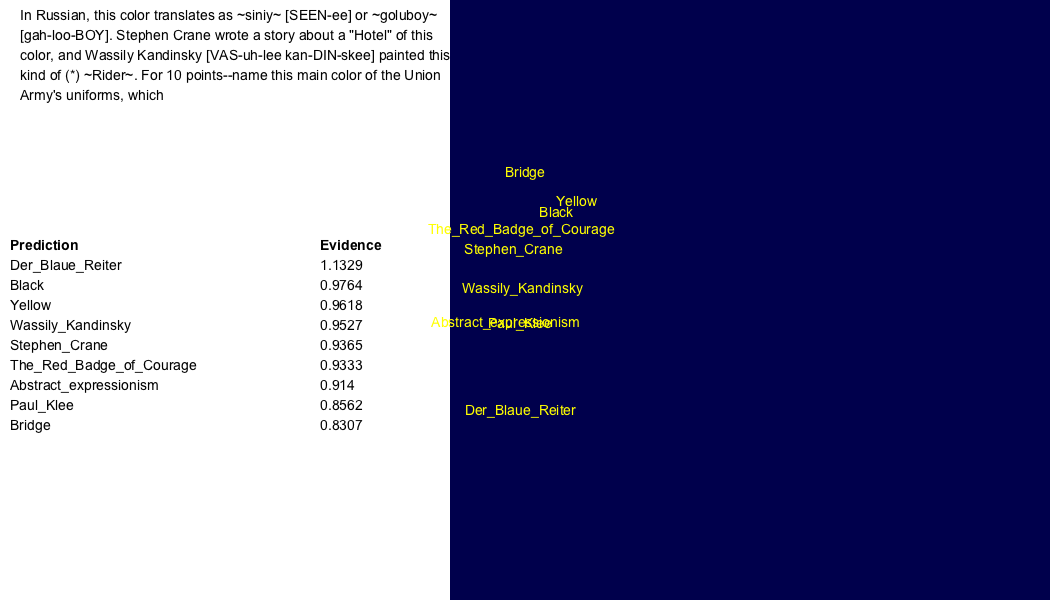 In Russian, this color translates as ~siniy~ [SEEN-ee] or ~goluboy~
[gah-loo-BOY]. Stephen Crane wrote a story about a "Hotel" of this
color, and Wassily Kandinsky [VAS-uh-lee kan-DIN-skee] painted this
kind of (*) ~Rider~. For 10 points--name this main color of the Union
Army's uniforms, which
Prediction Evidence
Der_Blaue_Reiter 1.1329
Black 0.9764
Yellow 0.9618
Wassily_Kandinsky 0.9527
Stephen_Crane 0.9365
The_Red_Badge_of_Courage 0.9333
Abstract_expressionism 0.914
Paul_Klee 0.8562
Bridge 0.8307
Bridge
Yellow
Black
The_Red_Badge_of_Courage
Stephen_Crane
Wassily_Kandinsky
Abstract_expressionism
Paul_Klee
Der_Blaue_Reiter